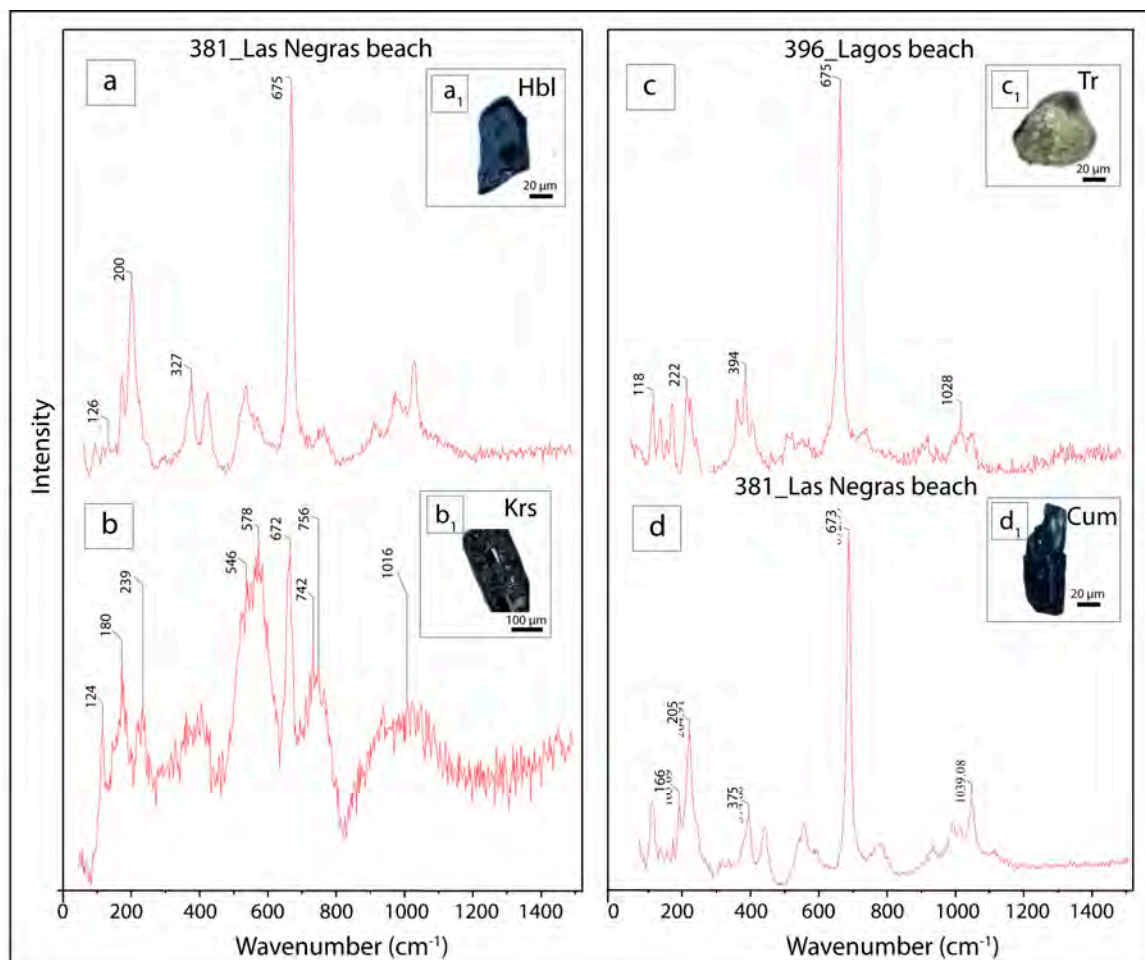 381_Las Negras beach
a
a1
Hbl
20 μm
675
200
327
126
b
b1
Krs
100 μm
578
756
672
546
742
1016
239
180
124
Intensity
0 200 400 600 800 1000 1200 1400
Wavenumber (cm-1)
396_Lagos beach
c
c1
Tr
20 μm
675
394
222
118
1028
381_Las Negras beach
d
d1
Cum
20 μm
673
205
166
375
1039.08
0 200 400 600 800 1000 1200 1400
Wavenumber (cm-1)